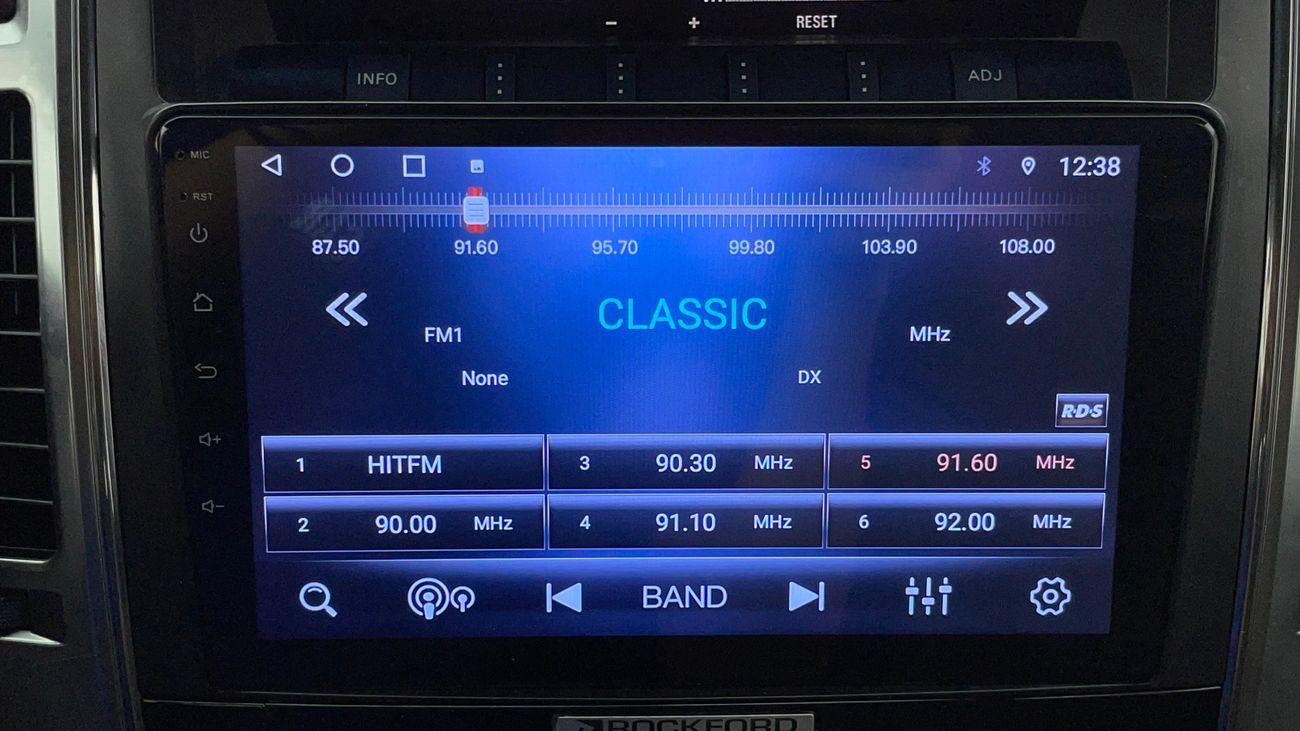 − + RESET
INFO ADJ
MIC
RST
12:38
87.50 91.60 95.70 99.80 103.90 108.00
CLASSIC
FM1 MHz
None DX
R·D·S
1 HITFM 3 90.30 MHz 5 91.60 MHz
2 90.00 MHz 4 91.10 MHz 6 92.00 MHz
BAND
ROCKFORD